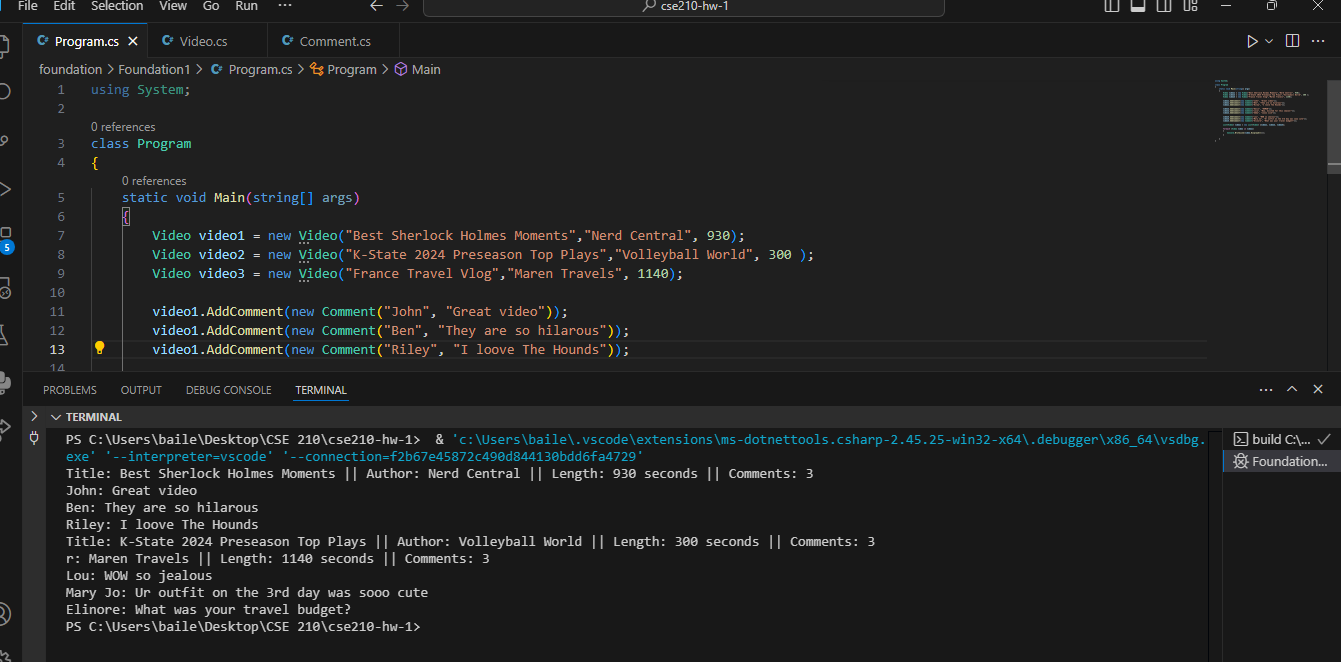 File Edit Selection View Go Run ··· cse210-hw-1
Program.cs Video.cs Comment.cs
foundation > Foundation1 > Program.cs > Program > Main
1 using System;
2
0 references
3 class Program
4 {
0 references
5 static void Main(string[] args)
6 {
7 Video video1 = new Video("Best Sherlock Holmes Moments","Nerd Central", 930);
8 Video video2 = new Video("K-State 2024 Preseason Top Plays","Volleyball World", 300 );
9 Video video3 = new Video("France Travel Vlog","Maren Travels", 1140);
10
11 video1.AddComment(new Comment("John", "Great video"));
12 video1.AddComment(new Comment("Ben", "They are so hilarous"));
13 video1.AddComment(new Comment("Riley", "I loove The Hounds"));
14
5
PROBLEMS OUTPUT DEBUG CONSOLE TERMINAL
TERMINAL
PS C:\Users\baile\Desktop\CSE 210\cse210-hw-1> & 'c:\Users\baile\.vscode\extensions\ms-dotnettools.csharp-2.45.25-win32-x64\.debugger\x86_64\vsdbg.
exe' '--interpreter=vscode' '--connection=f2b67e45872c490d844130bdd6fa4729'
Title: Best Sherlock Holmes Moments || Author: Nerd Central || Length: 930 seconds || Comments: 3
John: Great video
Ben: They are so hilarous
Riley: I loove The Hounds
Title: K-State 2024 Preseason Top Plays || Author: Volleyball World || Length: 300 seconds || Comments: 3
r: Maren Travels || Length: 1140 seconds || Comments: 3
Lou: WOW so jealous
Mary Jo: Ur outfit on the 3rd day was sooo cute
Elinore: What was your travel budget?
PS C:\Users\baile\Desktop\CSE 210\cse210-hw-1>
build C:\...
Foundation...